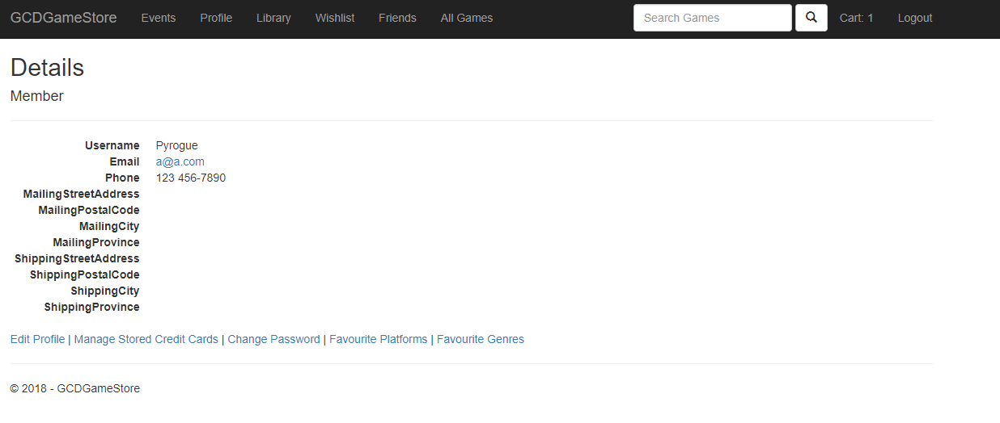 GCDGameStore Events Profile Library Wishlist Friends All Games Search Games Cart: 1 Logout
Details
Member
Username Pyrogue
Email a@a.com
Phone 123 456-7890
MailingStreetAddress
MailingPostalCode
MailingCity
MailingProvince
ShippingStreetAddress
ShippingPostalCode
ShippingCity
ShippingProvince
Edit Profile | Manage Stored Credit Cards | Change Password | Favourite Platforms | Favourite Genres
© 2018 - GCDGameStore